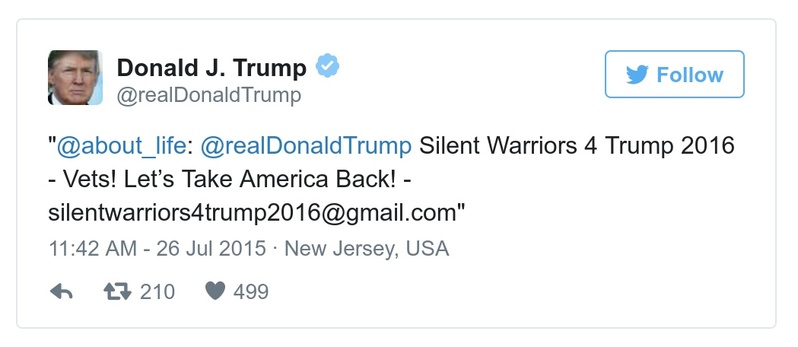 Donald J. Trump
@realDonaldTrump
Follow
"@about_life: @realDonaldTrump Silent Warriors 4 Trump 2016
- Vets! Let’s Take America Back! -
silentwarriors4trump2016@gmail.com"
11:42 AM - 26 Jul 2015 · New Jersey, USA
210 499